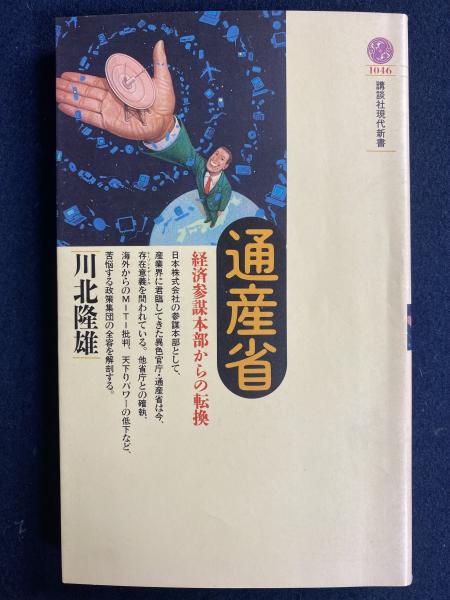 1046
講談社現代新書
通産省
経済参謀本部からの転換
日本株式会社の参謀本部として、
産業界に君臨してきた異色官庁・通産省は今、
存在意義を問われている。他省庁との確執、
海外からのMITI批判、天下りパワーの低下など、
苦悩する政策集団の全容を解剖する。
川北隆雄